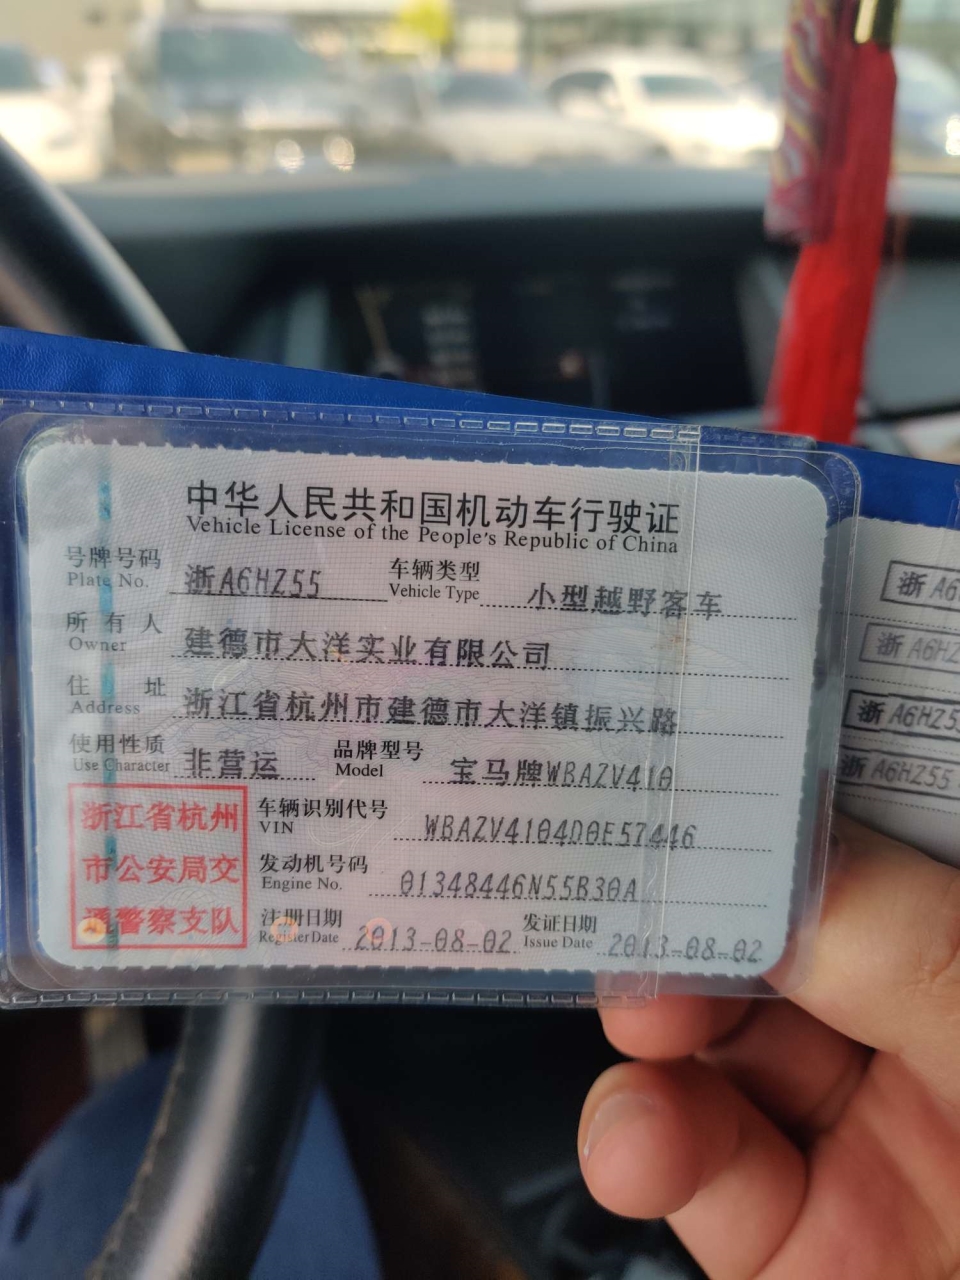 中华人民共和国机动车行驶证
Vehicle License of the People's Republic of China
号牌号码 浙A6HZ55 车辆类型 小型越野客车
Plate No. Vehicle Type
所有人 建德市大洋实业有限公司
Owner
住址 浙江省杭州市建德市大洋镇振兴路
Address
使用性质 非营运 品牌型号 宝马牌WBAZV410
Use Character Model
浙江省杭州
市公安局交
通警察支队
车辆识别代号 WBAZV4104D0E57446
VIN
发动机号码 01348446N55B30A
Engine No.
注册日期 2013-08-02 发证日期 2013-08-02
Register Date Issue Date
浙A6
浙A6HZ
浙A6HZ5
浙A6HZ55